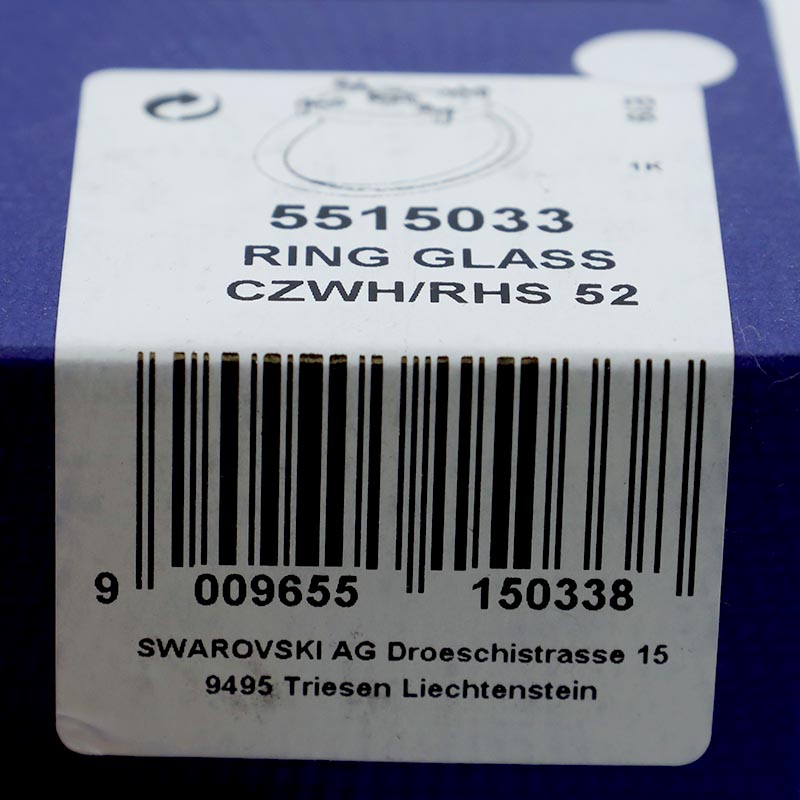 1K
5515033
RING GLASS
CZWH/RHS 52
9 009655 150338
SWAROVSKI AG Droeschistrasse 15
9495 Triesen Liechtenstein